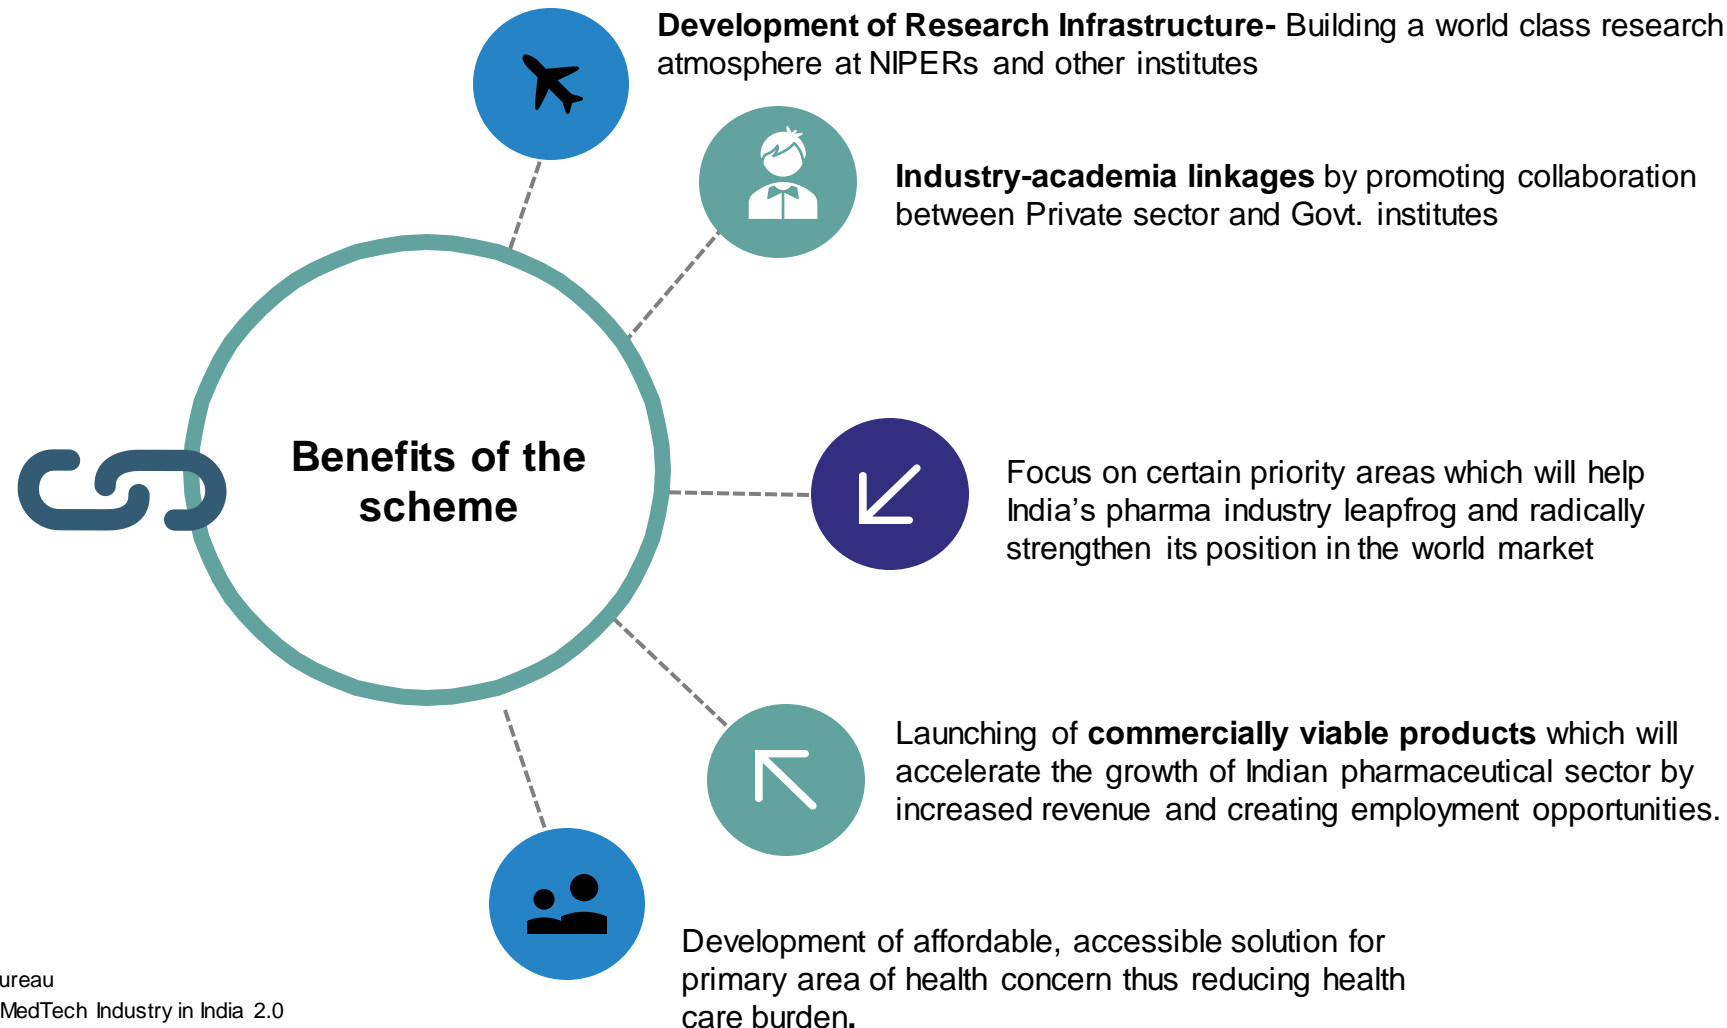 Development of Research Infrastructure- Building a world class research
atmosphere at NIPERs and other institutes
Industry-academia linkages by promoting collaboration
between Private sector and Govt. institutes
Benefits of the
scheme
Focus on certain priority areas which will help
India’s pharma industry leapfrog and radically
strengthen its position in the world market
Launching of commercially viable products which will
accelerate the growth of Indian pharmaceutical sector by
increased revenue and creating employment opportunities.
Development of affordable, accessible solution for
primary area of health concern thus reducing health
care burden.
ureau
MedTech Industry in India 2.0